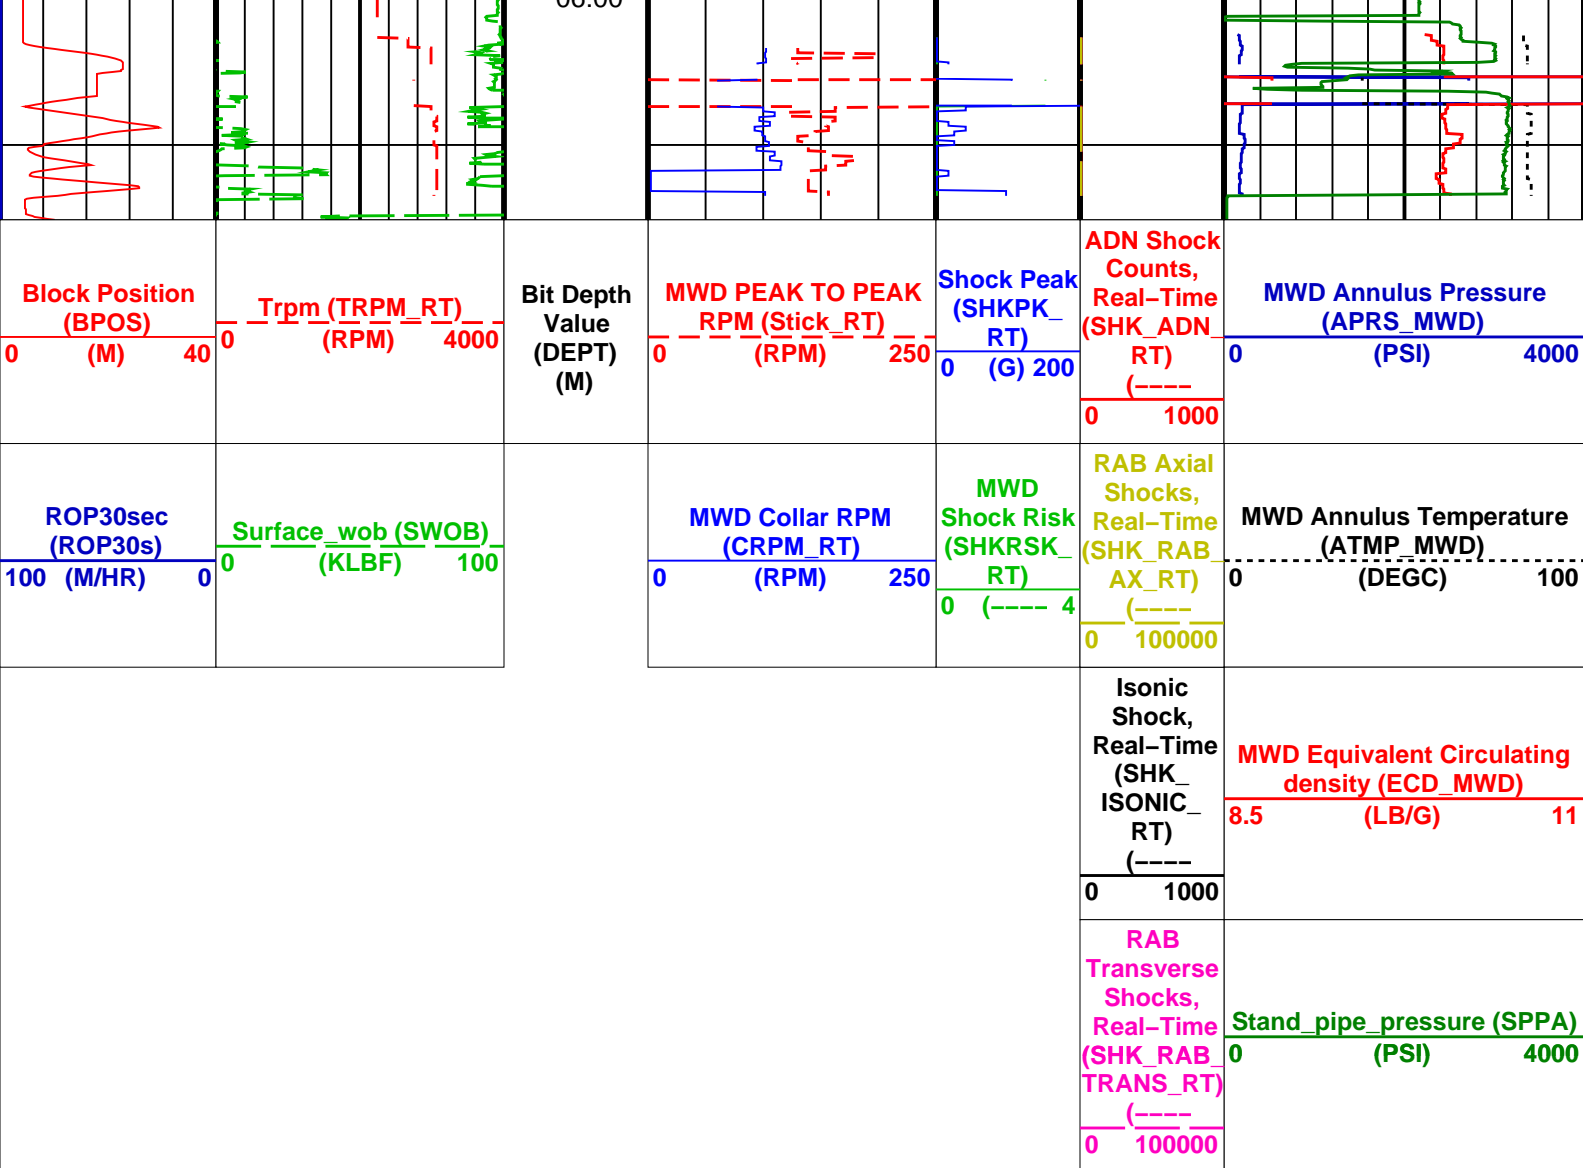 06:00
Block Position
(BPOS)
0 (M) 40
Trpm (TRPM_RT)
0 (RPM) 4000
Bit Depth
Value
(DEPT)
(M)
MWD PEAK TO PEAK
RPM (Stick_RT)
0 (RPM) 250
Shock Peak
(SHKPK_
RT)
0 (G) 200
ADN Shock
Counts,
Real−Time
(SHK_ADN_
RT)
(−−−−
0 1000
MWD Annulus Pressure
(APRS_MWD)
0 (PSI) 4000
ROP30sec
(ROP30s)
100 (M/HR) 0
Surface_wob (SWOB)
0 (KLBF) 100
MWD Collar RPM
(CRPM_RT)
0 (RPM) 250
MWD
Shock Risk
(SHKRSK_
RT)
0 (−−−− 4
RAB Axial
Shocks,
Real−Time
(SHK_RAB_
AX_RT)
(−−−−
0 100000
MWD Annulus Temperature
(ATMP_MWD)
0 (DEGC) 100
Isonic
Shock,
Real−Time
(SHK_
ISONIC_
RT)
(−−−−
0 1000
MWD Equivalent Circulating
density (ECD_MWD)
8.5 (LB/G) 11
RAB
Transverse
Shocks,
Real−Time
(SHK_RAB_
TRANS_RT)
(−−−−
0 100000
Stand_pipe_pressure (SPPA)
0 (PSI) 4000